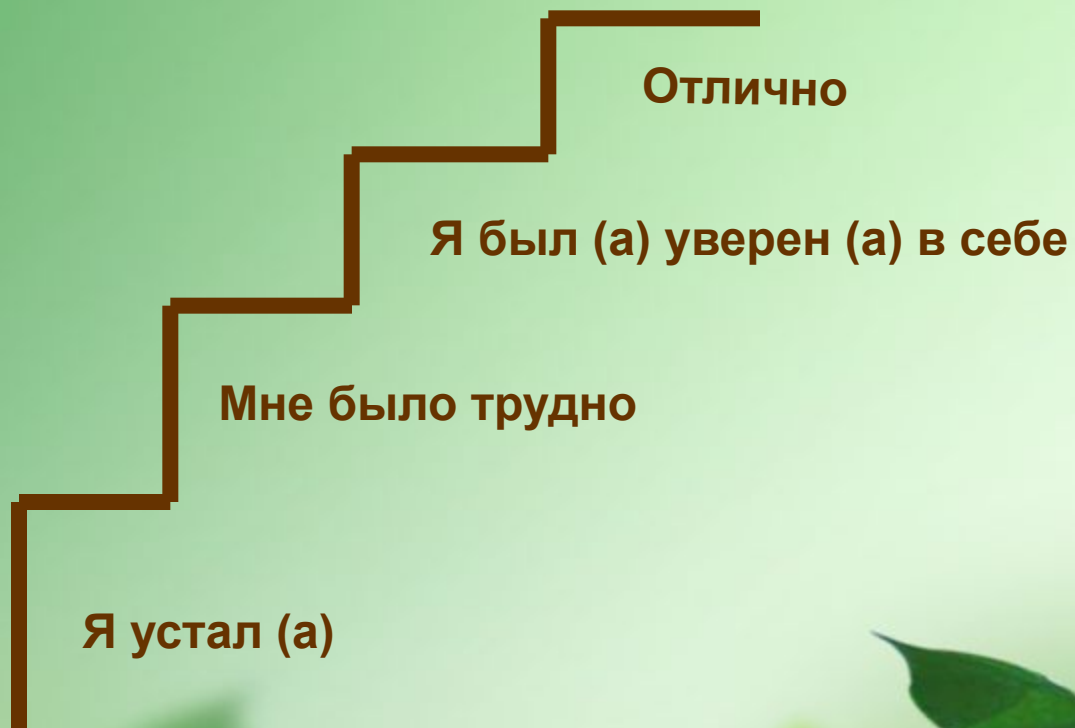 Отлично
Я был (а) уверен (а) в себе
Мне было трудно
Я устал (а)